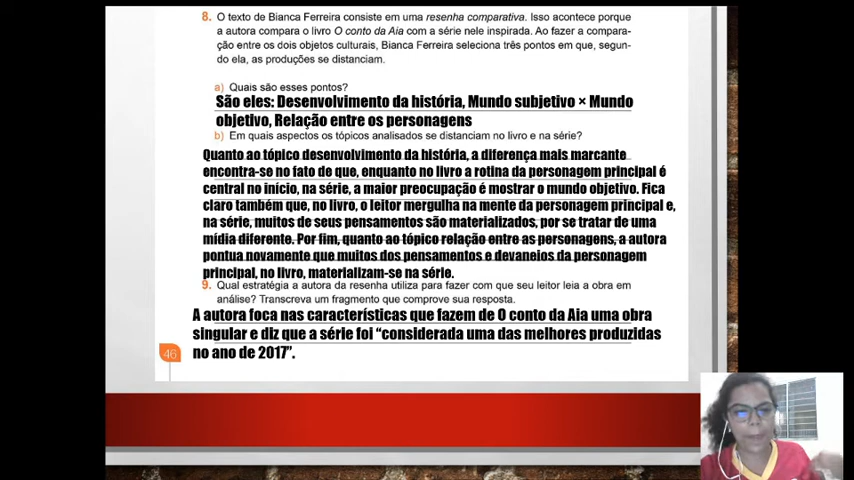 8. O texto de Bianca Ferreira consiste em uma resenha comparativa. Isso acontece porque
a autora compara o livro O conto da Aia com a série nele inspirada. Ao fazer a compara-
ção entre os dois objetos culturais, Bianca Ferreira seleciona três pontos em que, segun-
do ela, as produções se distanciam.
a) Quais são esses pontos?
São eles: Desenvolvimento da história, Mundo subjetivo × Mundo
objetivo, Relação entre os personagens
b) Em quais aspectos os tópicos analisados se distanciam no livro e na série?
Quanto ao tópico desenvolvimento da história, a diferença mais marcante
encontra-se no fato de que, enquanto no livro a rotina da personagem principal é
central no início, na série, a maior preocupação é mostrar o mundo objetivo. Fica
claro também que, no livro, o leitor mergulha na mente da personagem principal e,
na série, muitos de seus pensamentos são materializados, por se tratar de uma
mídia diferente. Por fim, quanto ao tópico relação entre as personagens, a autora
pontua novamente que muitos dos pensamentos e devaneios da personagem
principal, no livro, materializam-se na série.
9. Qual estratégia a autora da resenha utiliza para fazer com que seu leitor leia a obra em
análise? Transcreva um fragmento que comprove sua resposta.
A autora foca nas características que fazem de O conto da Aia uma obra
singular e diz que a série foi “considerada uma das melhores produzidas
no ano de 2017”.
46